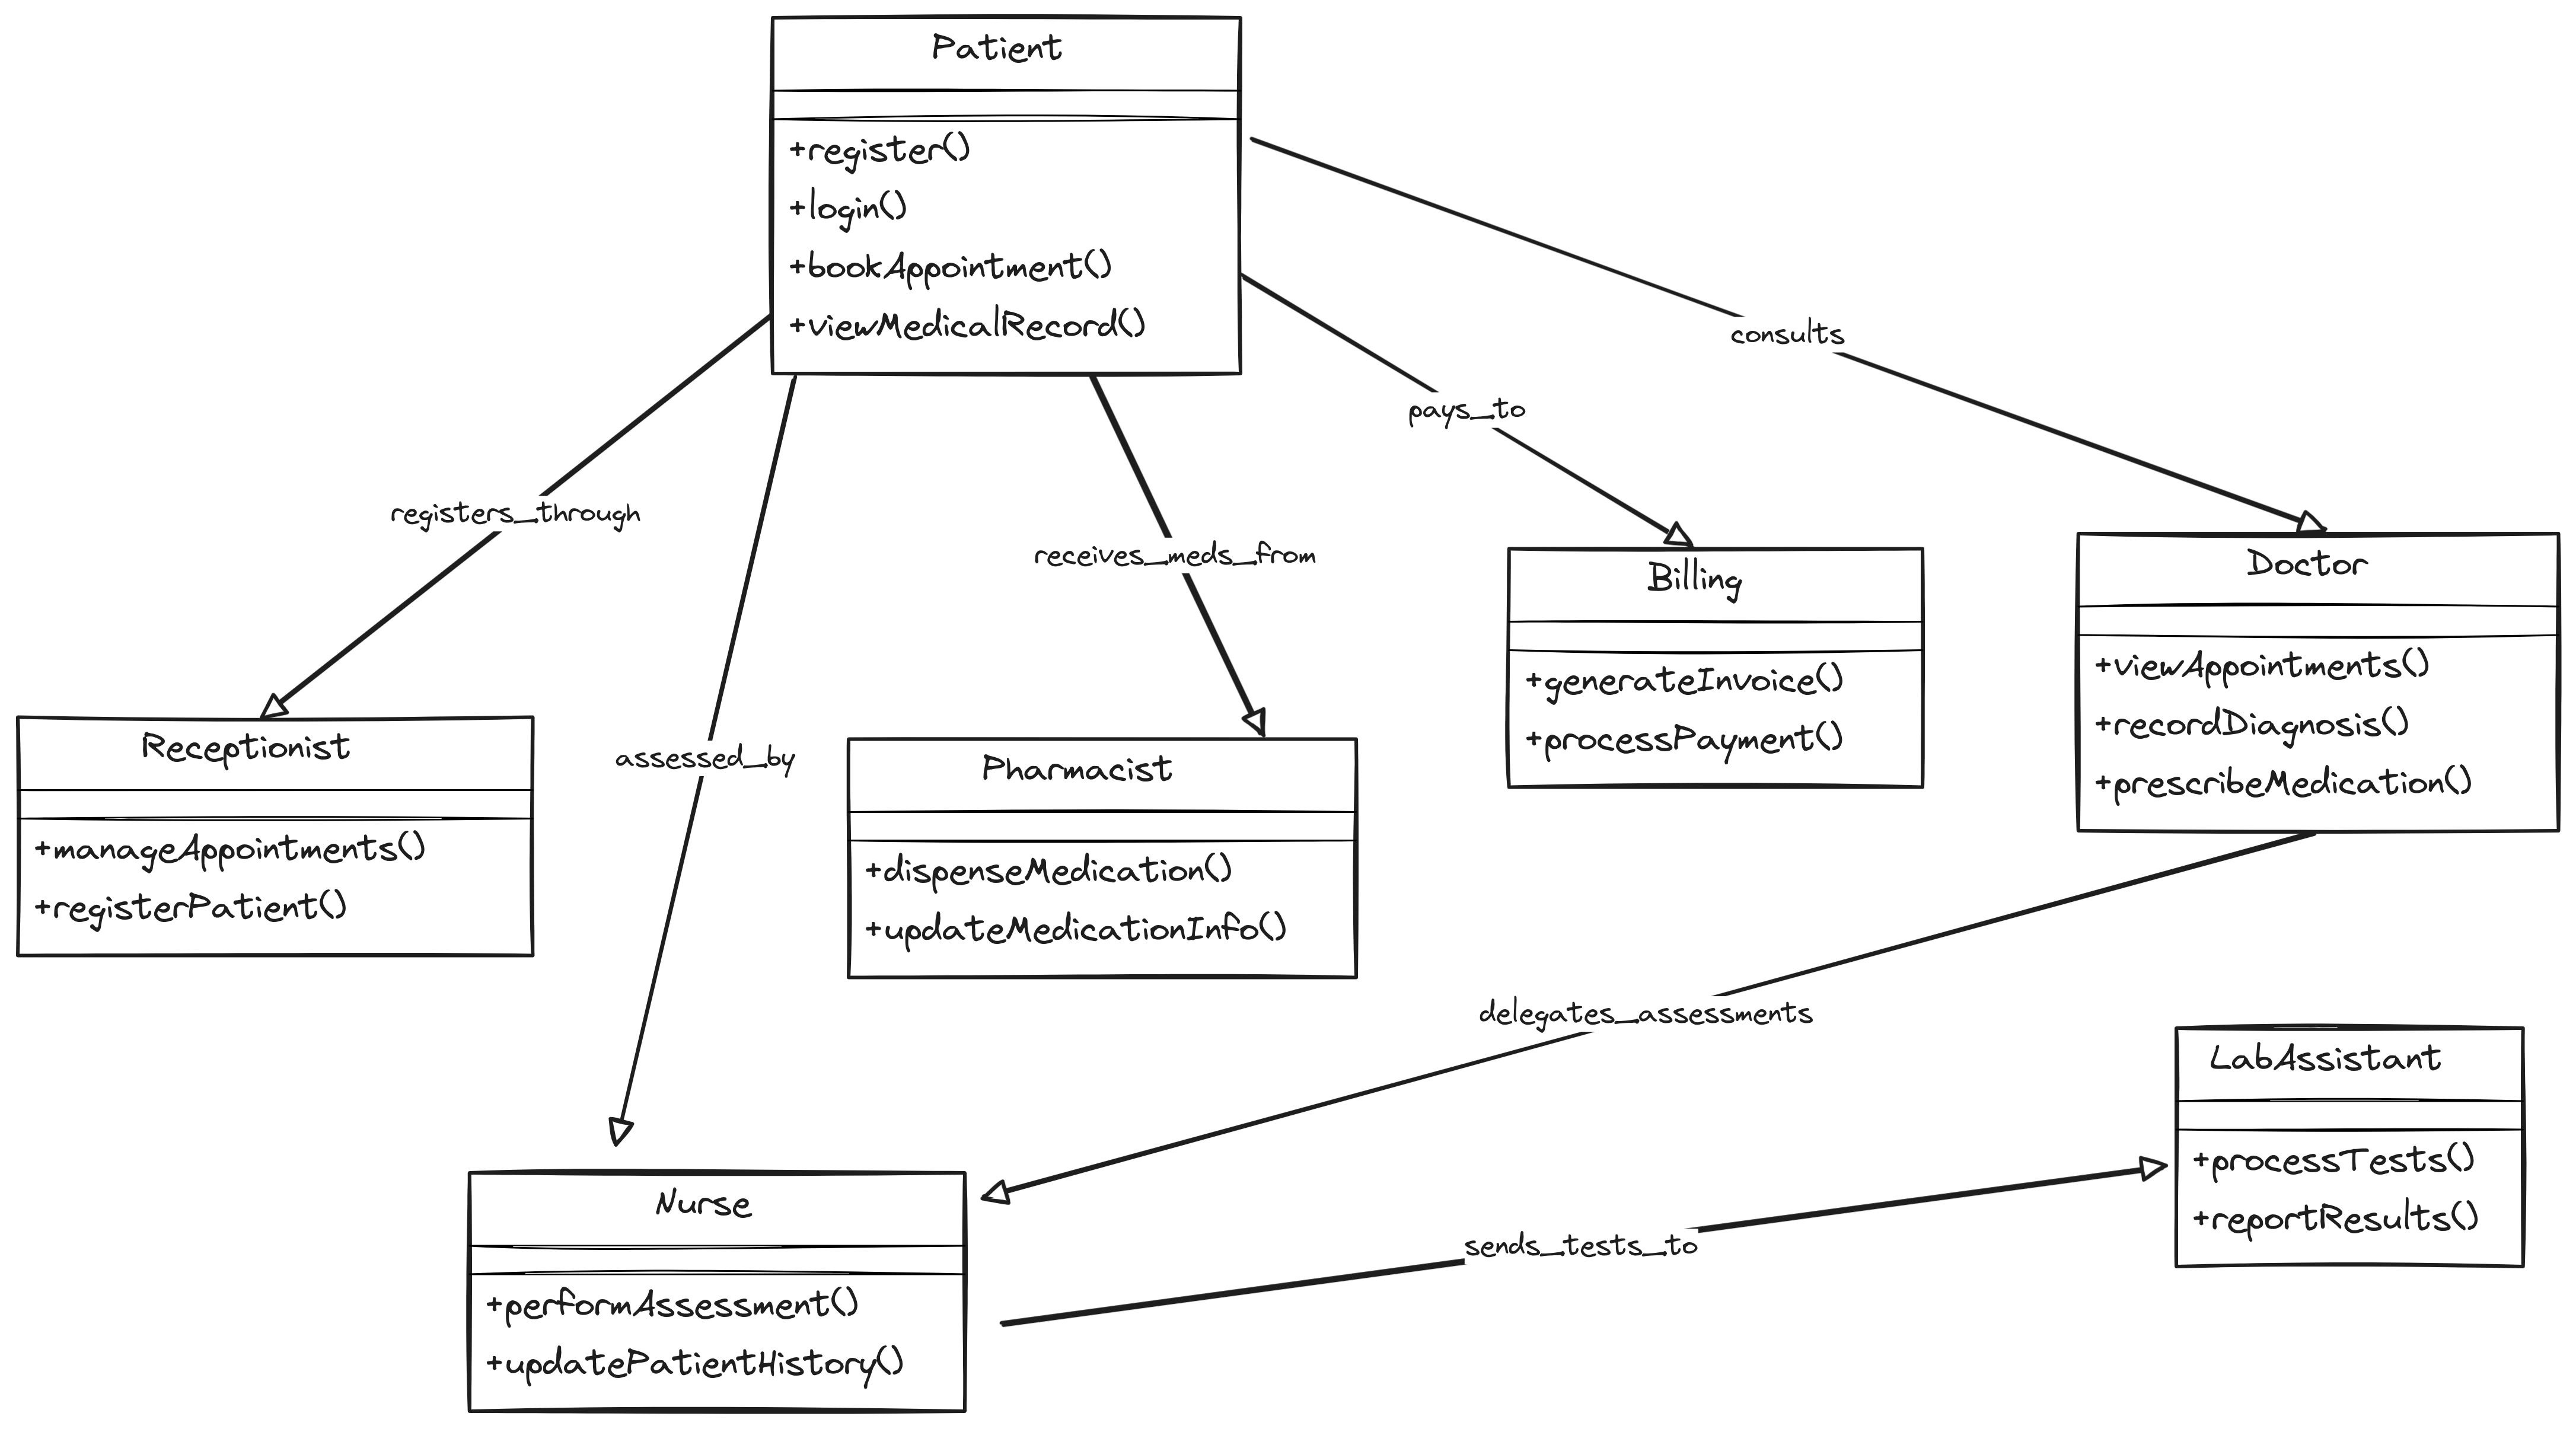 Patient
+register()
+login()
+bookAppointment()
+viewMedicalRecord()
consults
pays_to
registers_through
receives_meds_from
Billing
+generateInvoice()
+processPayment()
Doctor
+viewAppointments()
+recordDiagnosis()
+prescribeMedication()
Receptionist
+manageAppointments()
+registerPatient()
assessed_by
Pharmacist
+dispenseMedication()
+updateMedicationInfo()
delegates_assessments
LabAssistant
+processTests()
+reportResults()
Nurse
+performAssessment()
+updatePatientHistory()
sends_tests_to